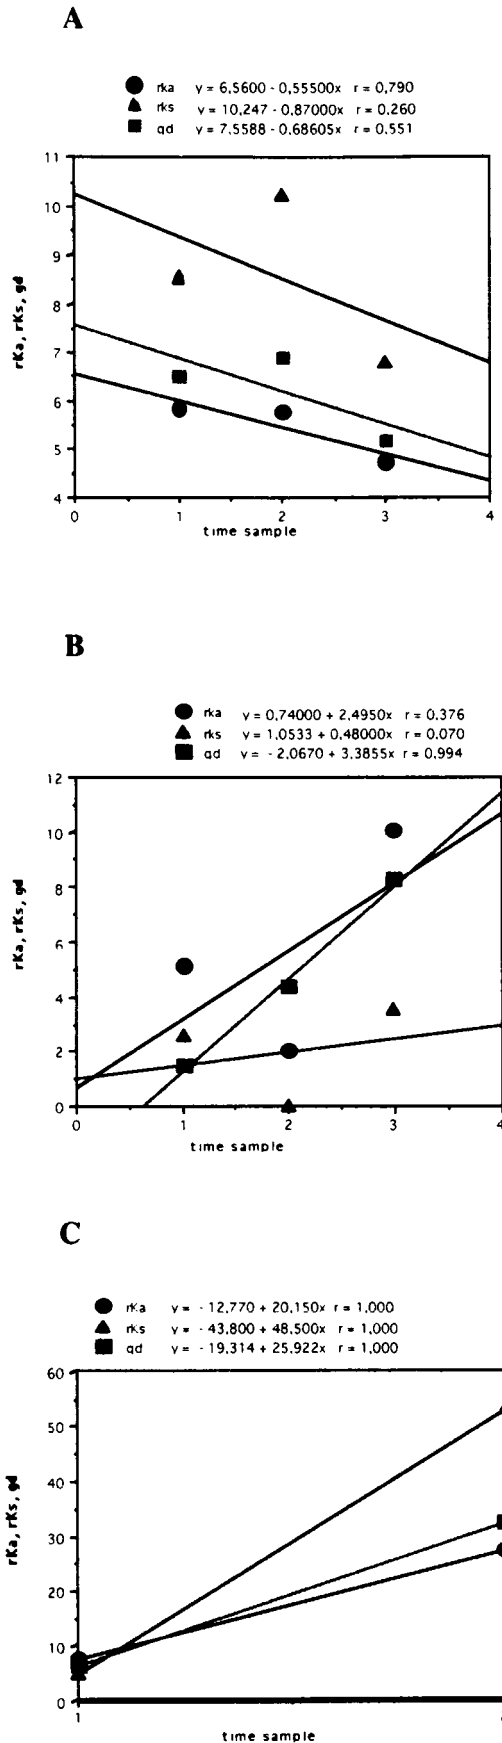 A
rka y = 6,5600 - 0,55500x r = 0,790
rks y = 10,247 - 0,87000x r = 0,260
gd y = 7,5588 - 0,68605x r = 0,551
11
10
9
8
7
6
5
4
rKa, rKs, gd
0 1 2 3 4
time sample
B
rka y = 0,74000 + 2,4950x r = 0,376
rks y = 1,0533 + 0,48000x r = 0,070
gd y = - 2,0670 + 3,3855x r = 0,994
12
10
8
6
4
2
0
rKa, rKs, gd
0 1 2 3 4
time sample
C
rKa y = - 12,770 + 20,150x r = 1,000
rKs y = - 43,800 + 48,500x r = 1,000
gd y = - 19,314 + 25,922x r = 1,000
60
50
40
30
20
10
0
rKa, rKs, gd
1
time sample